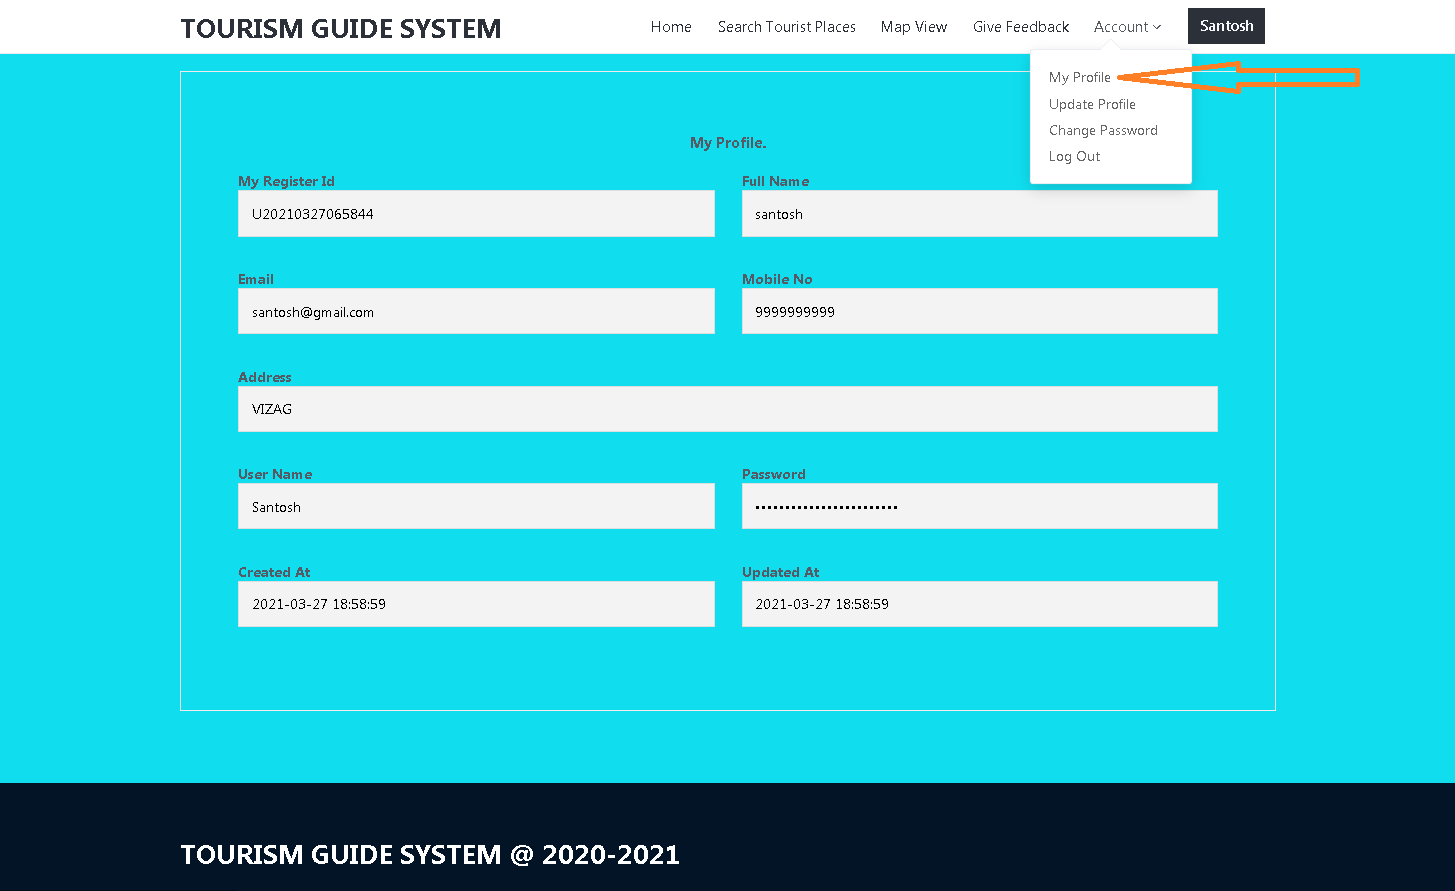 TOURISM GUIDE SYSTEM
Home Search Tourist Places Map View Give Feedback Account Santosh
My Profile
Update Profile
Change Password
Log Out
My Profile.
My Register Id Full Name
U20210327065844 santosh
Email Mobile No
santosh@gmail.com 9999999999
Address
VIZAG
User Name Password
Santosh ••••••••••••••••••••••••
Created At Updated At
2021-03-27 18:58:59 2021-03-27 18:58:59
TOURISM GUIDE SYSTEM @ 2020-2021